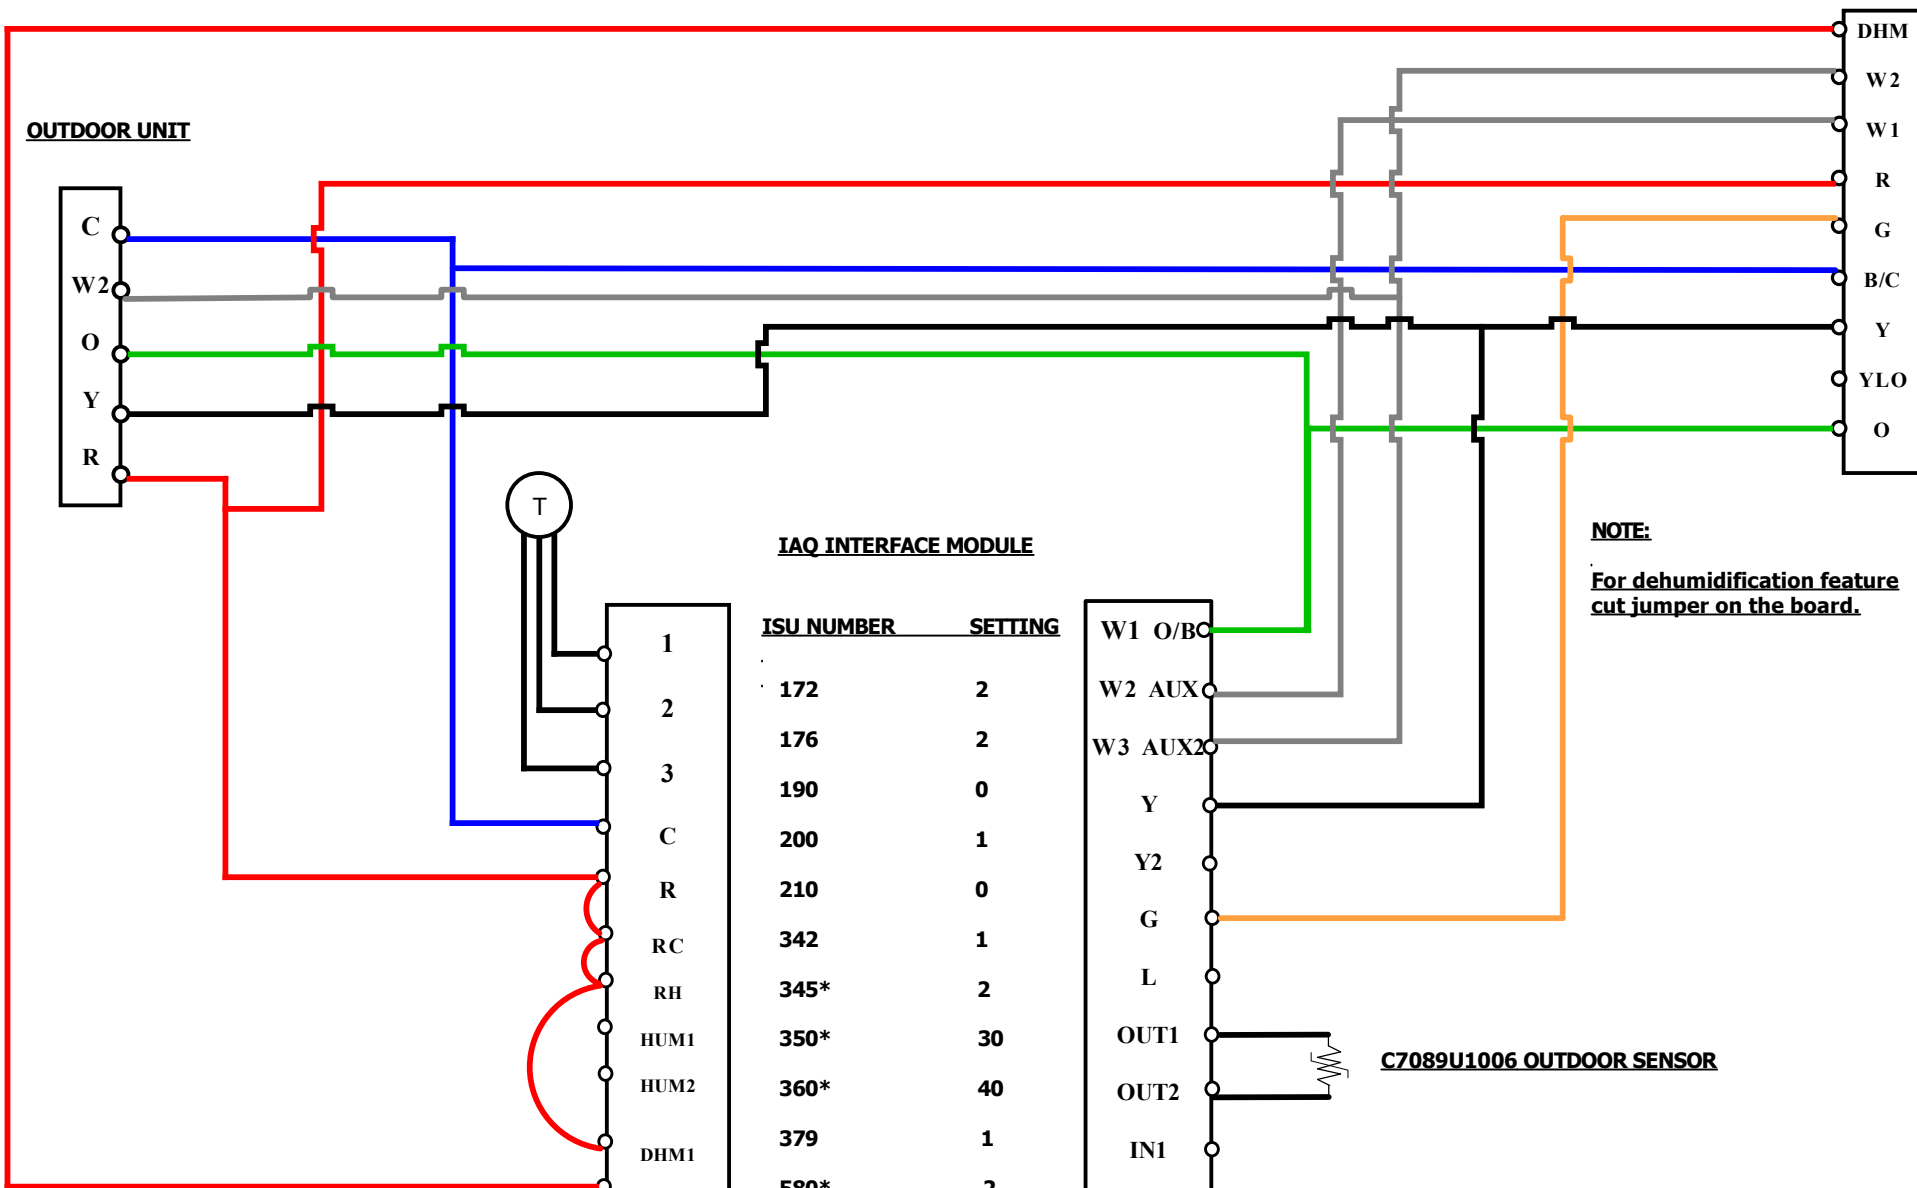 OUTDOOR UNIT
C
W2
O
Y
R
T
DHM
W2
W1
R
G
B/C
Y
YLO
O
NOTE:
For dehumidification feature
cut jumper on the board.
IAQ INTERFACE MODULE
1
2
3
C
R
RC
RH
HUM1
HUM2
DHM1
ISU NUMBER SETTING
172 2
176 2
190 0
200 1
210 0
342 1
345* 2
350* 30
360* 40
379 1
580* 2
W1 O/B
W2 AUX
W3 AUX2
Y
Y2
G
L
OUT1
OUT2
IN1
C7089U1006 OUTDOOR SENSOR